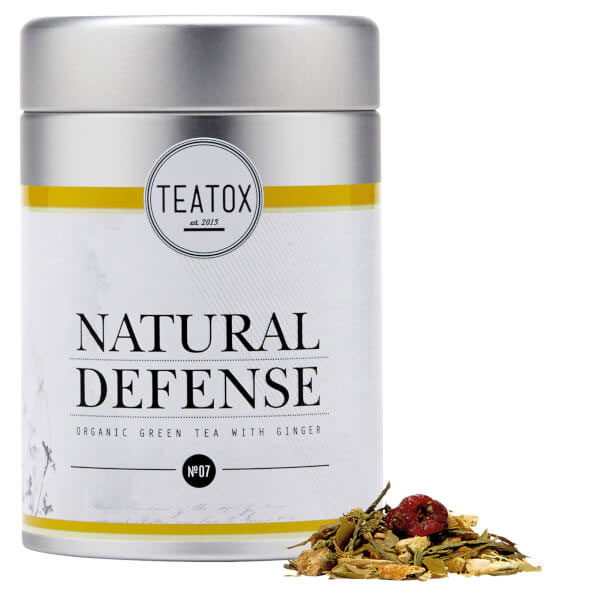 TEATOX
est. 2013
NATURAL
DEFENSE
ORGANIC GREEN TEA WITH GINGER
Nº07